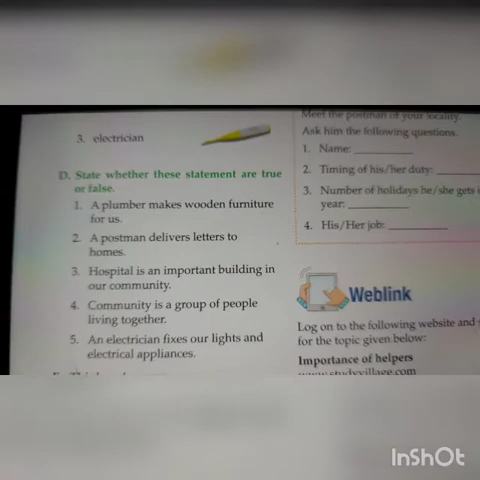 3. electrician
D. State whether these statement are true
or false.
1. A plumber makes wooden furniture
for us.
2. A postman delivers letters to
homes.
3. Hospital is an important building in
our community.
4. Community is a group of people
living together.
5. An electrician fixes our lights and
electrical appliances.
Meet the postman of your locality.
Ask him the following questions.
1. Name:
2. Timing of his/her duty:
3. Number of holidays he/she gets
year:
4. His/Her job:
Weblink
Log on to the following website and
for the topic given below:
Importance of helpers
www.studyvillage.com
InShOt